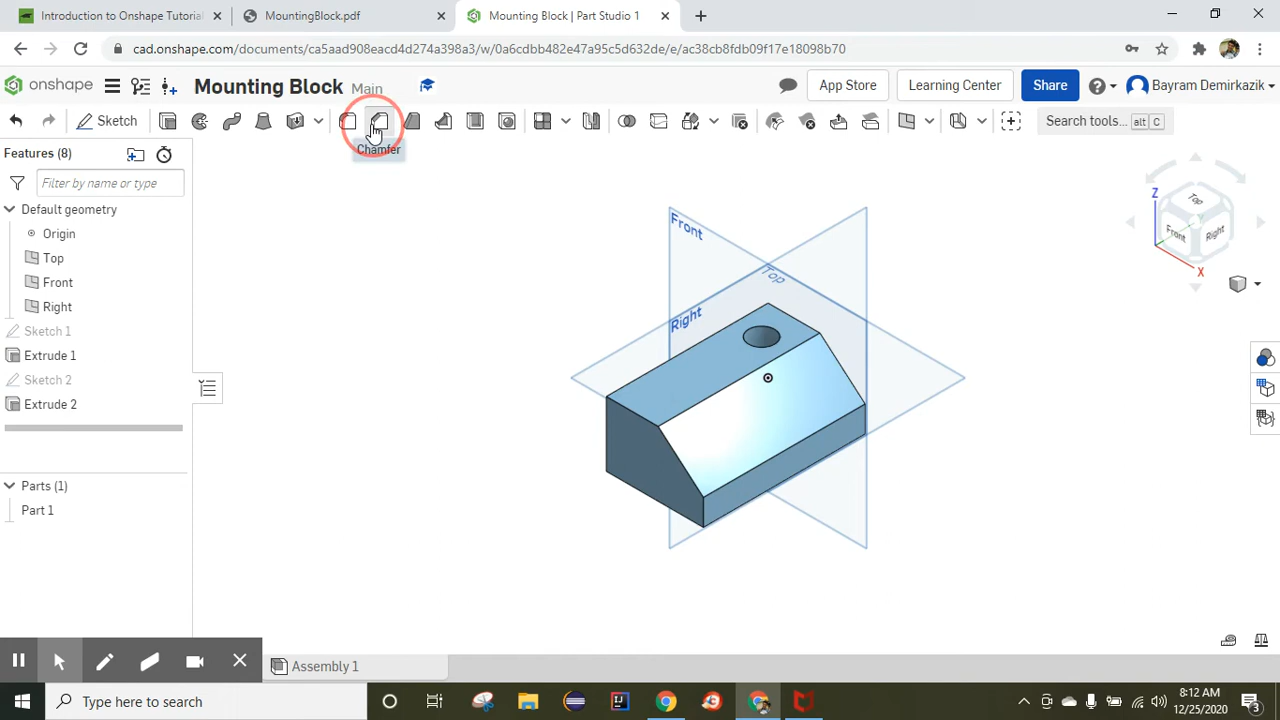 Introduction to Onshape Tutoria
MountingBlock.pdf
Mounting Block | Part Studio 1
cad.onshape.com/documents/ca5aad908eacd4d274a398a3/w/0a6cdbb482e47a95c5d632de/e/ac38cb8fdb09f17e18098b70
onshape
Mounting Block Main
App Store
Learning Center
Share
Bayram Demirkazik
Sketch
Search tools... alt C
Chamfer
Features (8)
Filter by name or type
Default geometry
Origin
Top
Front
Right
Sketch 1
Extrude 1
Sketch 2
Extrude 2
Parts (1)
Part 1
Front
Top
Right
Z
Top
Front
Right
X
Assembly 1
Type here to search
8:12 AM
12/25/2020
3